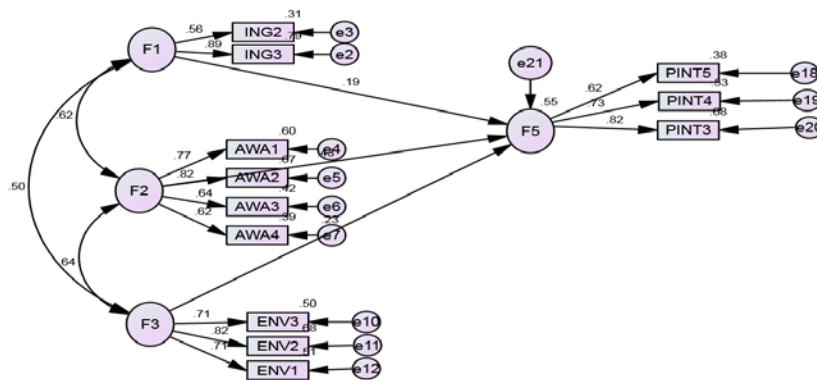 .31
.56
ING2
e3
F1
.89
.79
ING3
e2
e21
.38
.62
PINT5
e18
.19
.55
.73
.53
PINT4
e19
F5
.82
.68
PINT3
e20
.62
.60
.77
AWA1
e4
.45
.67
.82
AWA2
e5
.50
F2
.42
.64
AWA3
e6
.62
.39
.23
AWA4
e7
.64
.50
.71
ENV3
e10
F3
.82
.68
ENV2
e11
.71
.51
ENV1
e12